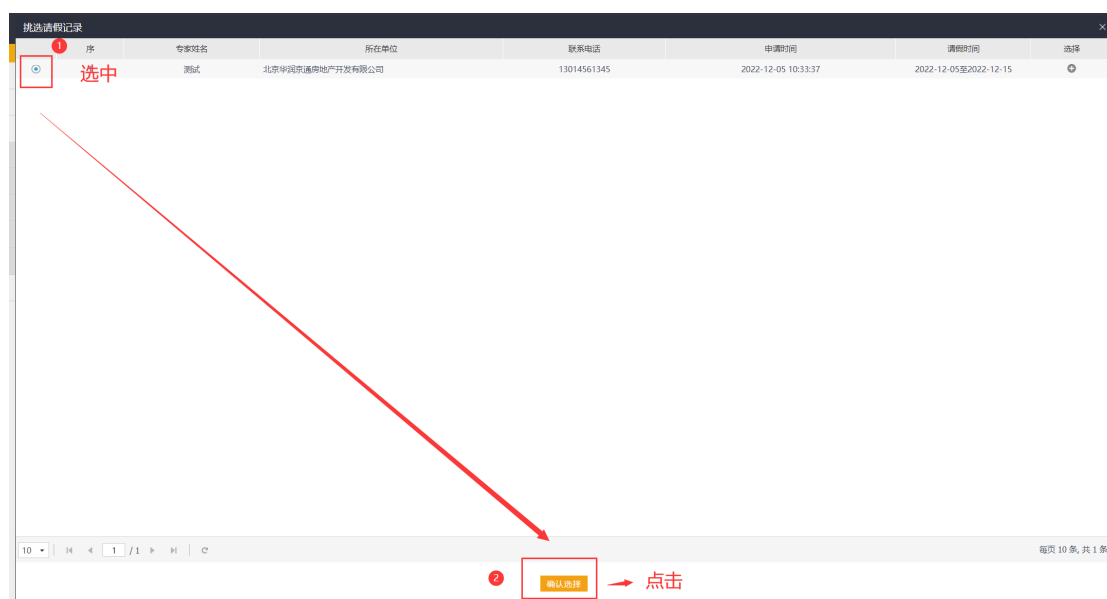 挑选请假记录 ×
1 序 专家姓名 所在单位 联系电话 申请时间 请假时间 选择
选中 测试 北京华润京通房地产开发有限公司 13014561345 2022-12-05 10:33:37 2022-12-05至2022-12-15
10 1 / 1 每页 10 条, 共 1 条
2 确认选择 点击